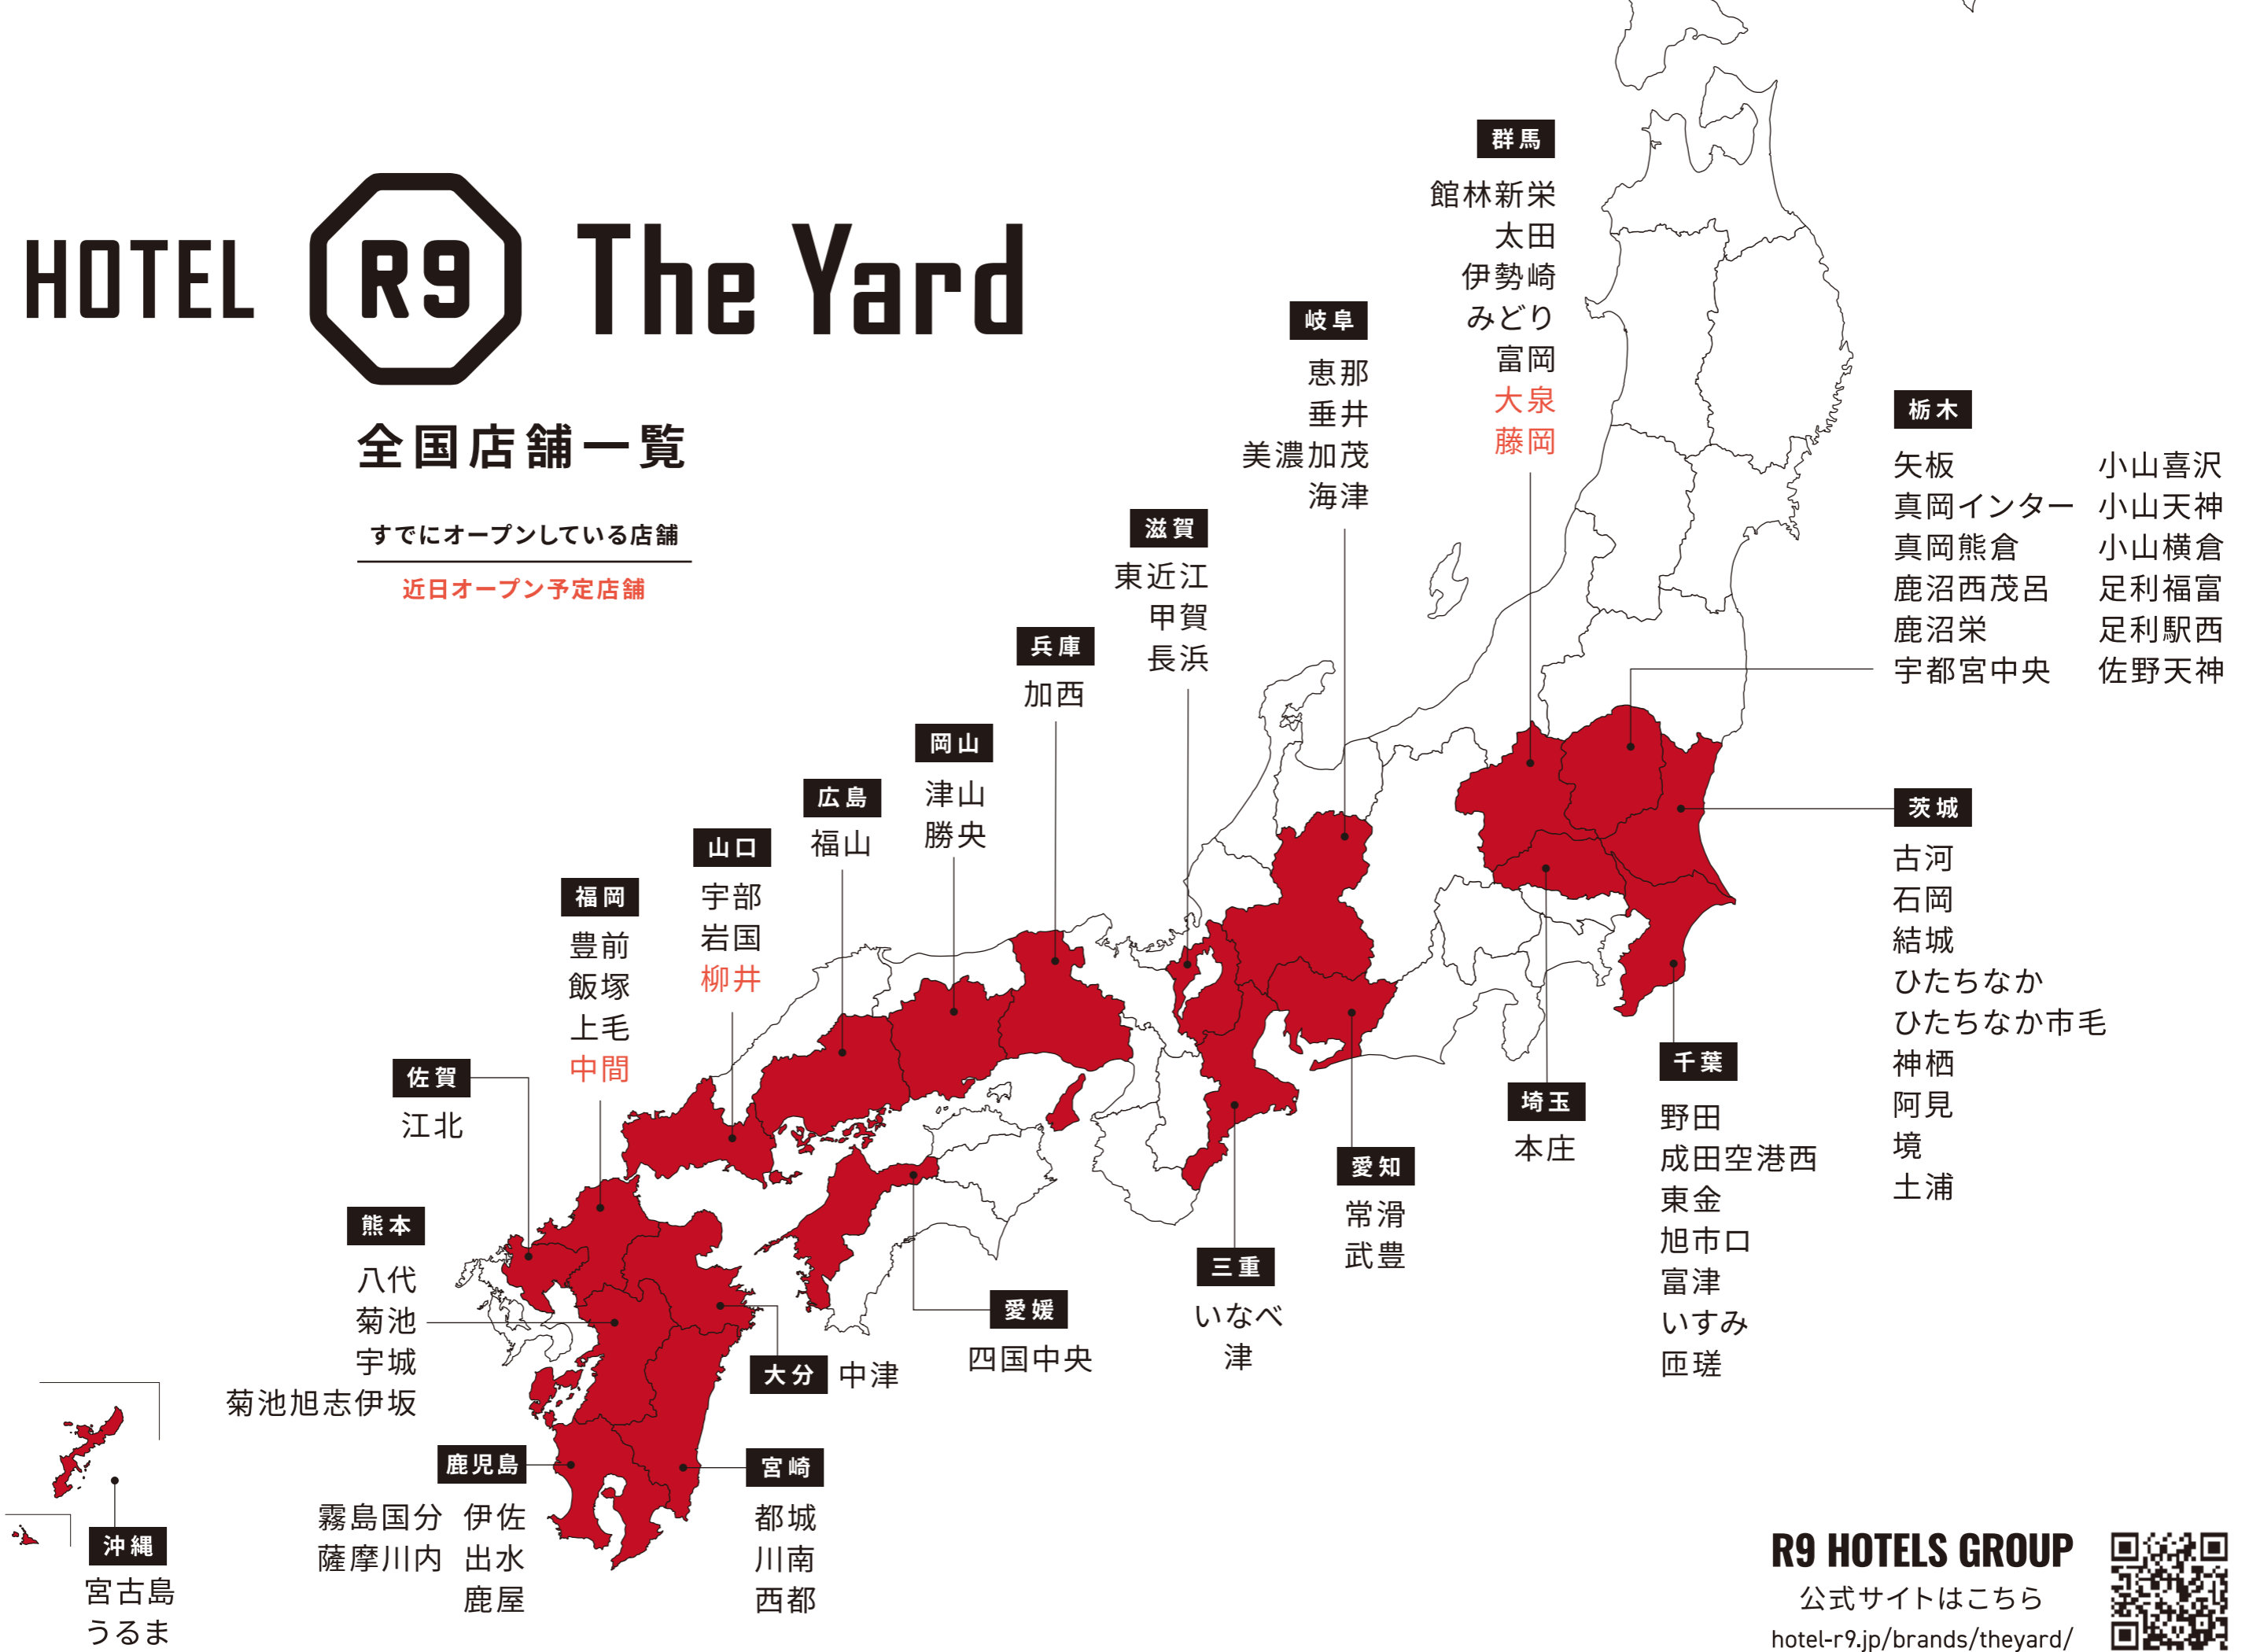 HOTEL R9 The Yard
全国店舗一覧
すでにオープンしている店舗
近日オープン予定店舗
群馬
館林新栄
太田
伊勢崎
みどり
富岡
大泉
藤岡
栃木
矢板
真岡インター
真岡熊倉
鹿沼西茂呂
鹿沼栄
宇都宮中央
小山喜沢
小山天神
小山横倉
足利福富
足利駅西
佐野天神
岐阜
恵那
垂井
美濃加茂
海津
滋賀
東近江
甲賀
長浜
兵庫
加西
岡山
津山
勝央
広島
福山
山口
宇部
岩国
柳井
福岡
豊前
飯塚
上毛
中間
佐賀
江北
熊本
八代
菊池
宇城
菊池旭志伊坂
茨城
古河
石岡
結城
ひたちなか
ひたちなか市毛
神栖
阿見
境
土浦
千葉
野田
成田空港西
東金
旭市口
富津
いすみ
匝瑳
埼玉
本庄
愛知
常滑
武豊
三重
いなべ
津
愛媛
四国中央
大分
中津
宮崎
都城
川南
西都
鹿児島
霧島国分
薩摩川内
伊佐
出水
鹿屋
沖縄
宮古島
うるま
R9 HOTELS GROUP
公式サイトはこちら
hotel-r9.jp/brands/theyard/